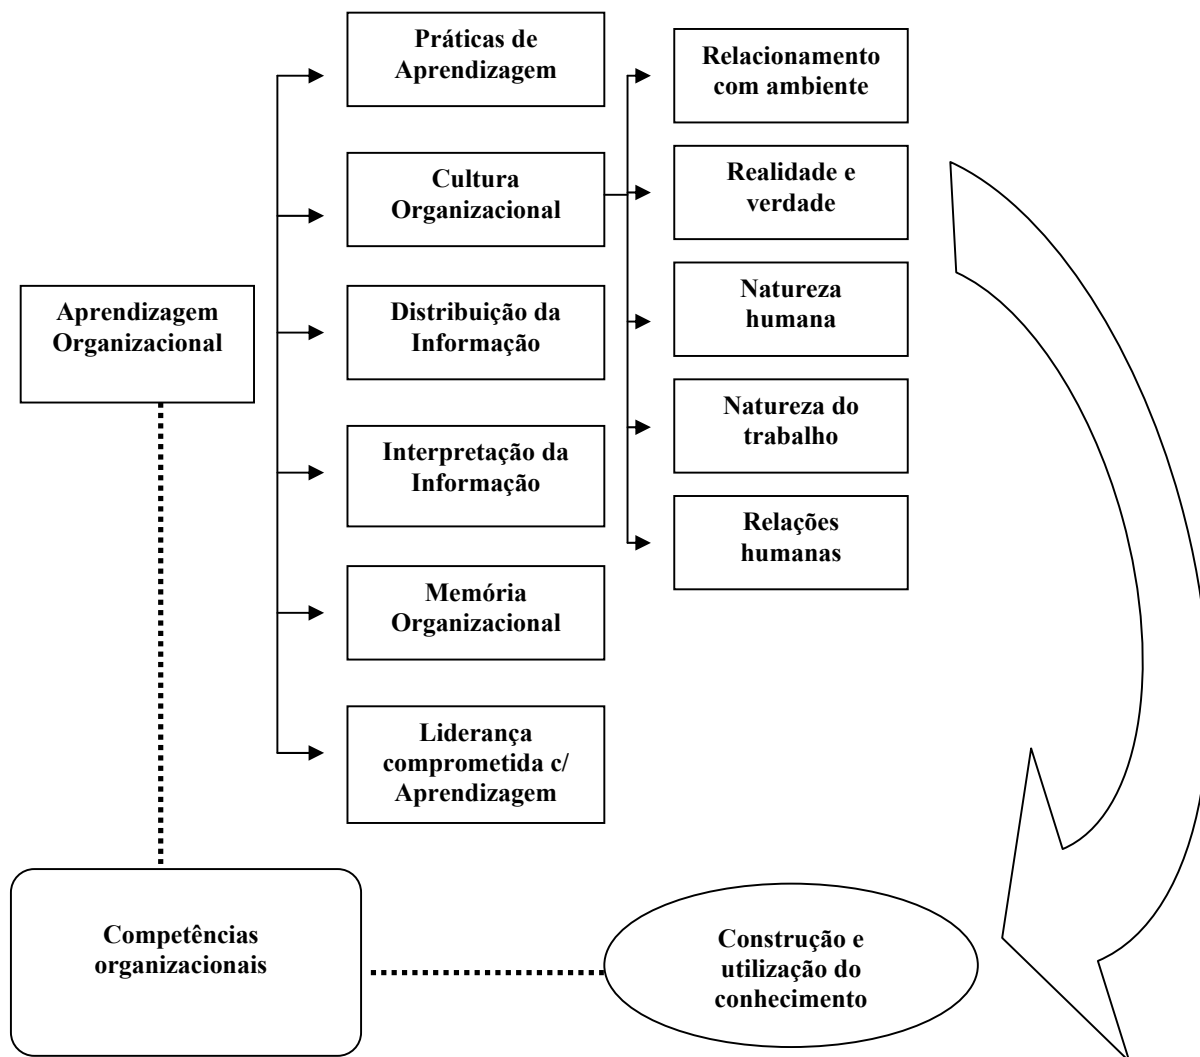 Práticas de
Aprendizagem
Relacionamento
com ambiente
Cultura
Organizacional
Realidade e
verdade
Aprendizagem
Organizacional
Distribuição da
Informação
Natureza
humana
Interpretação da
Informação
Natureza do
trabalho
Relações
humanas
Memória
Organizacional
Liderança
comprometida c/
Aprendizagem
Competências
organizacionais
Construção e
utilização do
conhecimento